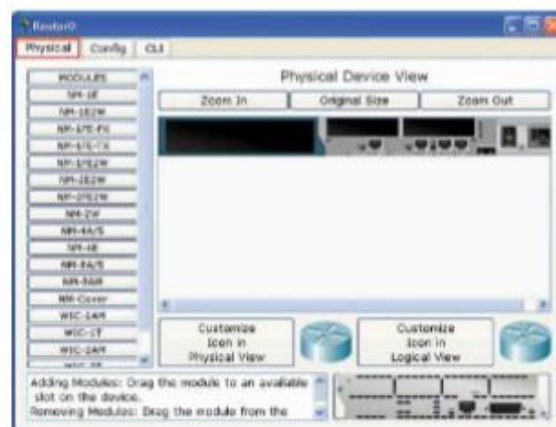 Router0
Physical Config CLI
MODULES
NM-1E
NM-1E2W
NM-1FE-FX
NM-1FE-TX
NM-1FE2W
NM-2E2W
NM-2FE2W
NM-2W
NM-4A/S
NM-4E
NM-8A/S
NM-8AM
NM-Cover
WIC-1AM
WIC-1T
WIC-2AM
Physical Device View
Zoom In Original Size Zoom Out
Customize
Icon in
Physical View
Customize
Icon in
Logical View
Adding Modules: Drag the module to an available
slot on the device.
Removing Modules: Drag the module from the